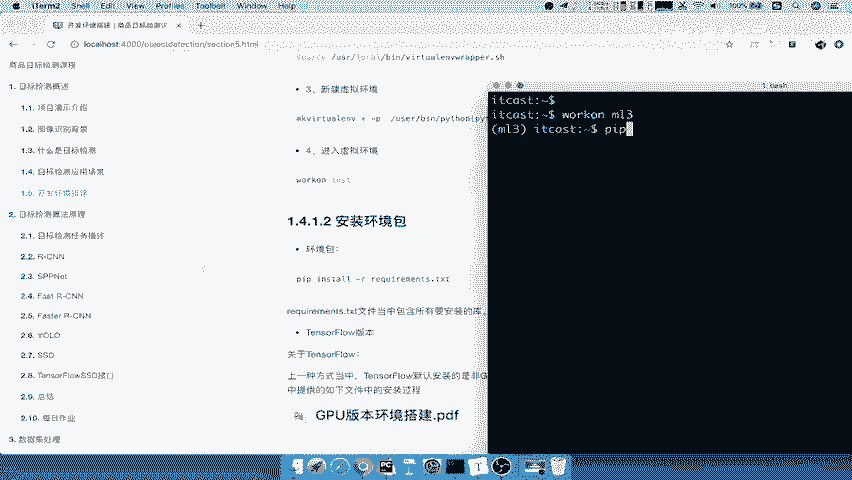 iTerm2 Shell Edit View Profiles Toolbelt Window Help 100%
开发环境搭建 | 商品目标检测
localhost:4000/objectdetection/section5.html
商品目标检测课程
1. 目标检测概述
1.1. 项目演示介绍
1.2. 图像识别背景
1.3. 什么是目标检测
1.4. 目标检测应用场景
1.5. 开发环境搭建
2. 目标检测算法原理
2.1. 目标检测任务描述
2.2. R-CNN
2.3. SPPNet
2.4. Fast R-CNN
2.5. Faster R-CNN
2.6. YOLO
2.7. SSD
2.8. TensorFlowSSD接口
2.9. 总结
2.10. 每日作业
3. 数据集处理
source /usr/local/bin/virtualenvwrapper.sh
• 3、新建虚拟环境
mkvirtualenv -p /user/bin/python
• 4、进入虚拟环境
workon test
1.4.1.2 安装环境包
• 环境包：
pip install -r requirements.txt
requirements.txt文件当中包含所有要安装的库，
• TensorFlow版本
关于TensorFlow：
上一种方式当中，TensorFlow默认安装的是非G
中提供的如下文件中的安装过程
GPU版本环境搭建.pdf
1. bash
itcast:~$
itcast:~$ workon ml3
(ml3) itcast:~$ pip